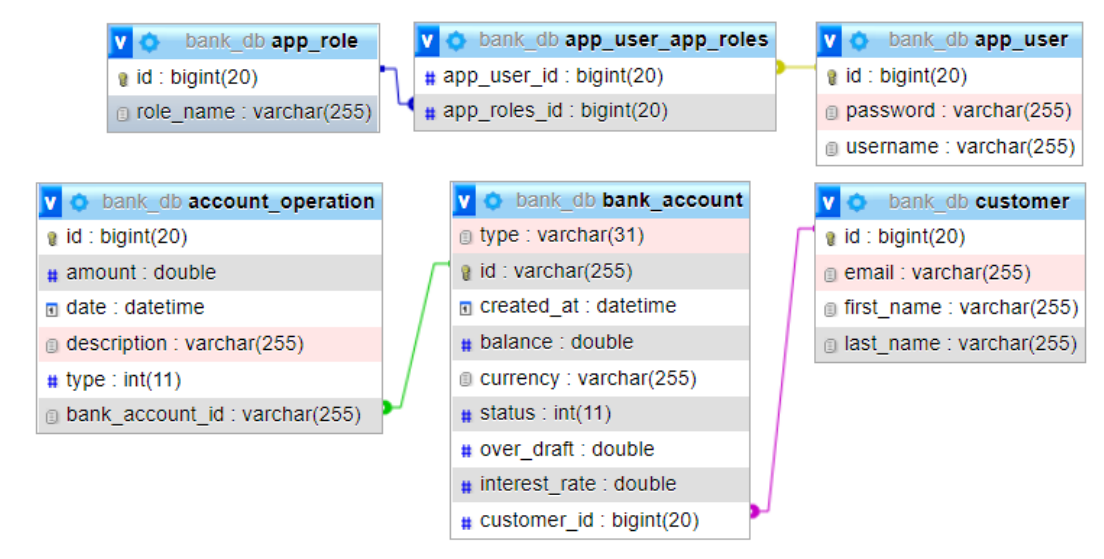 v bank_db app_role
id : bigint(20)
role_name : varchar(255)
v bank_db app_user_app_roles
# app_user_id : bigint(20)
# app_roles_id : bigint(20)
v bank_db app_user
id : bigint(20)
password : varchar(255)
username : varchar(255)
v bank_db account_operation
id : bigint(20)
# amount : double
date : datetime
description : varchar(255)
# type : int(11)
bank_account_id : varchar(255)
v bank_db bank_account
type : varchar(31)
id : varchar(255)
created_at : datetime
# balance : double
currency : varchar(255)
# status : int(11)
# over_draft : double
# interest_rate : double
# customer_id : bigint(20)
v bank_db customer
id : bigint(20)
email : varchar(255)
first_name : varchar(255)
last_name : varchar(255)